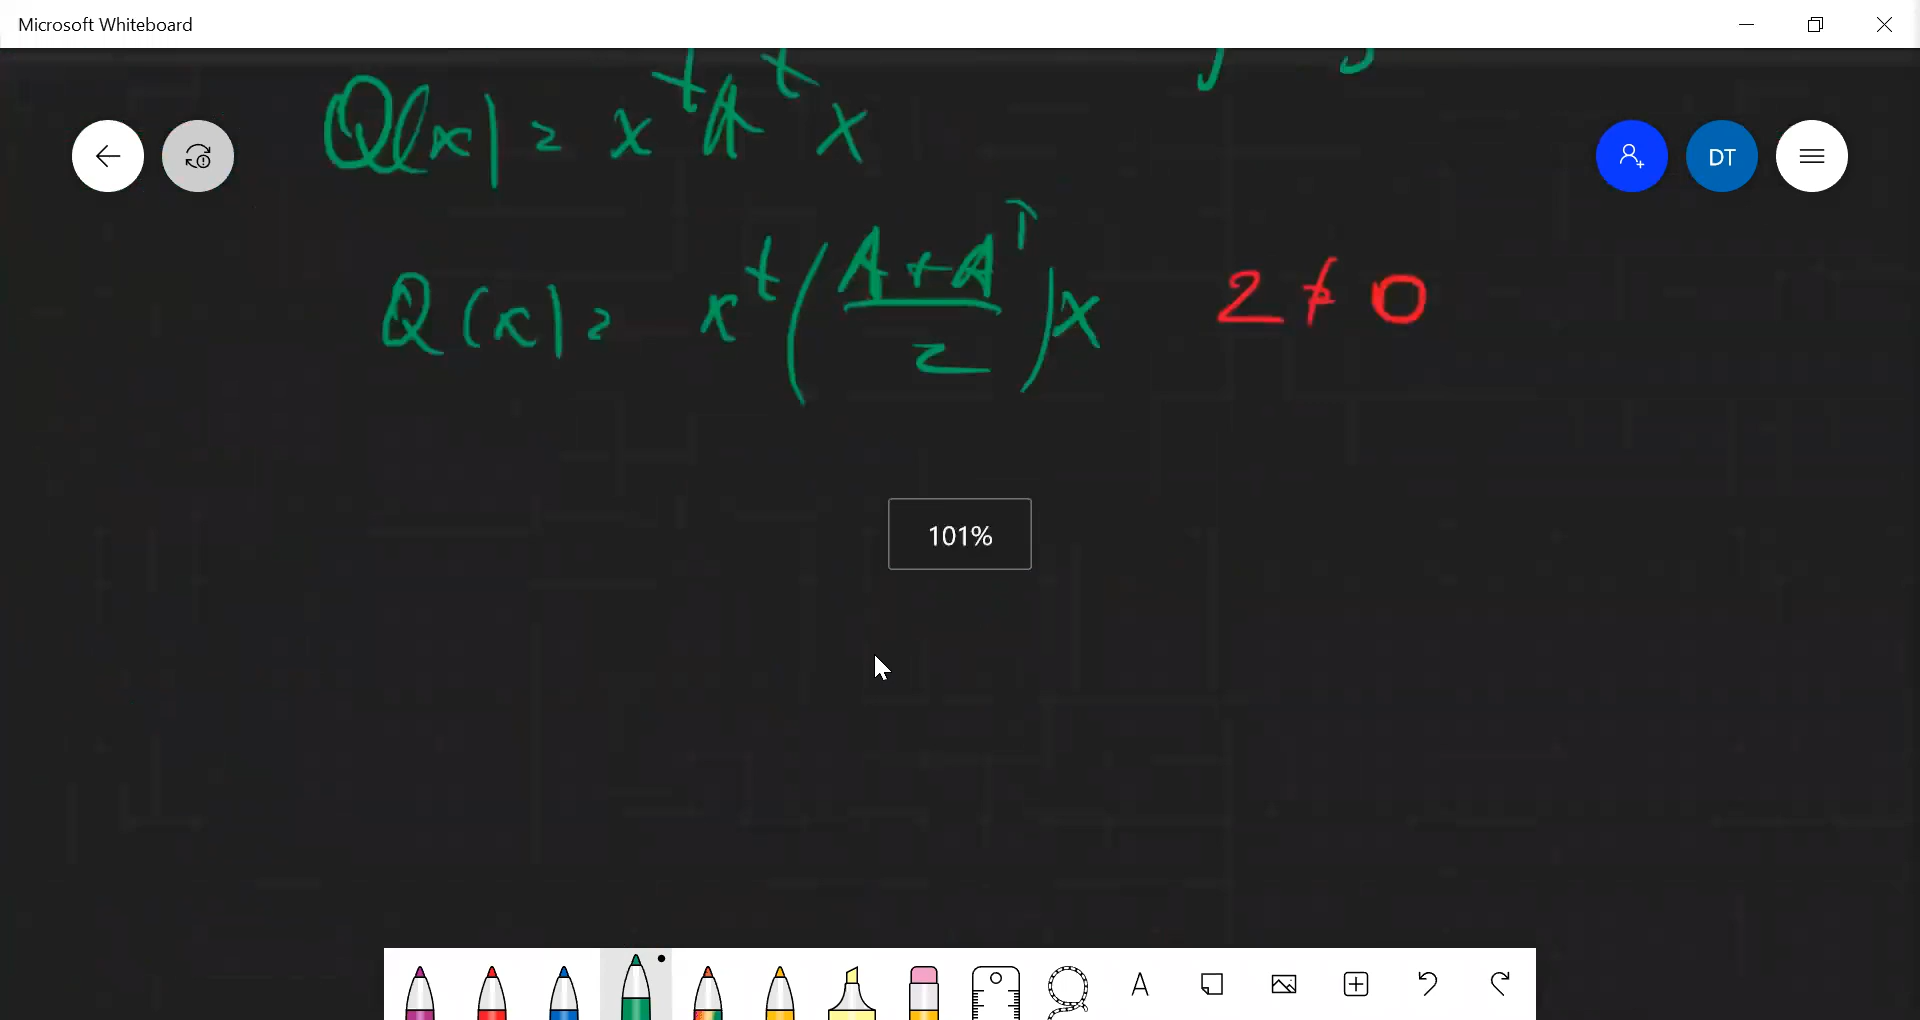 Microsoft Whiteboard
Q(x) = x^t A^t x
DT
Q(x) = x^t (A + A^T / 2) x 2 ≠ 0
101%